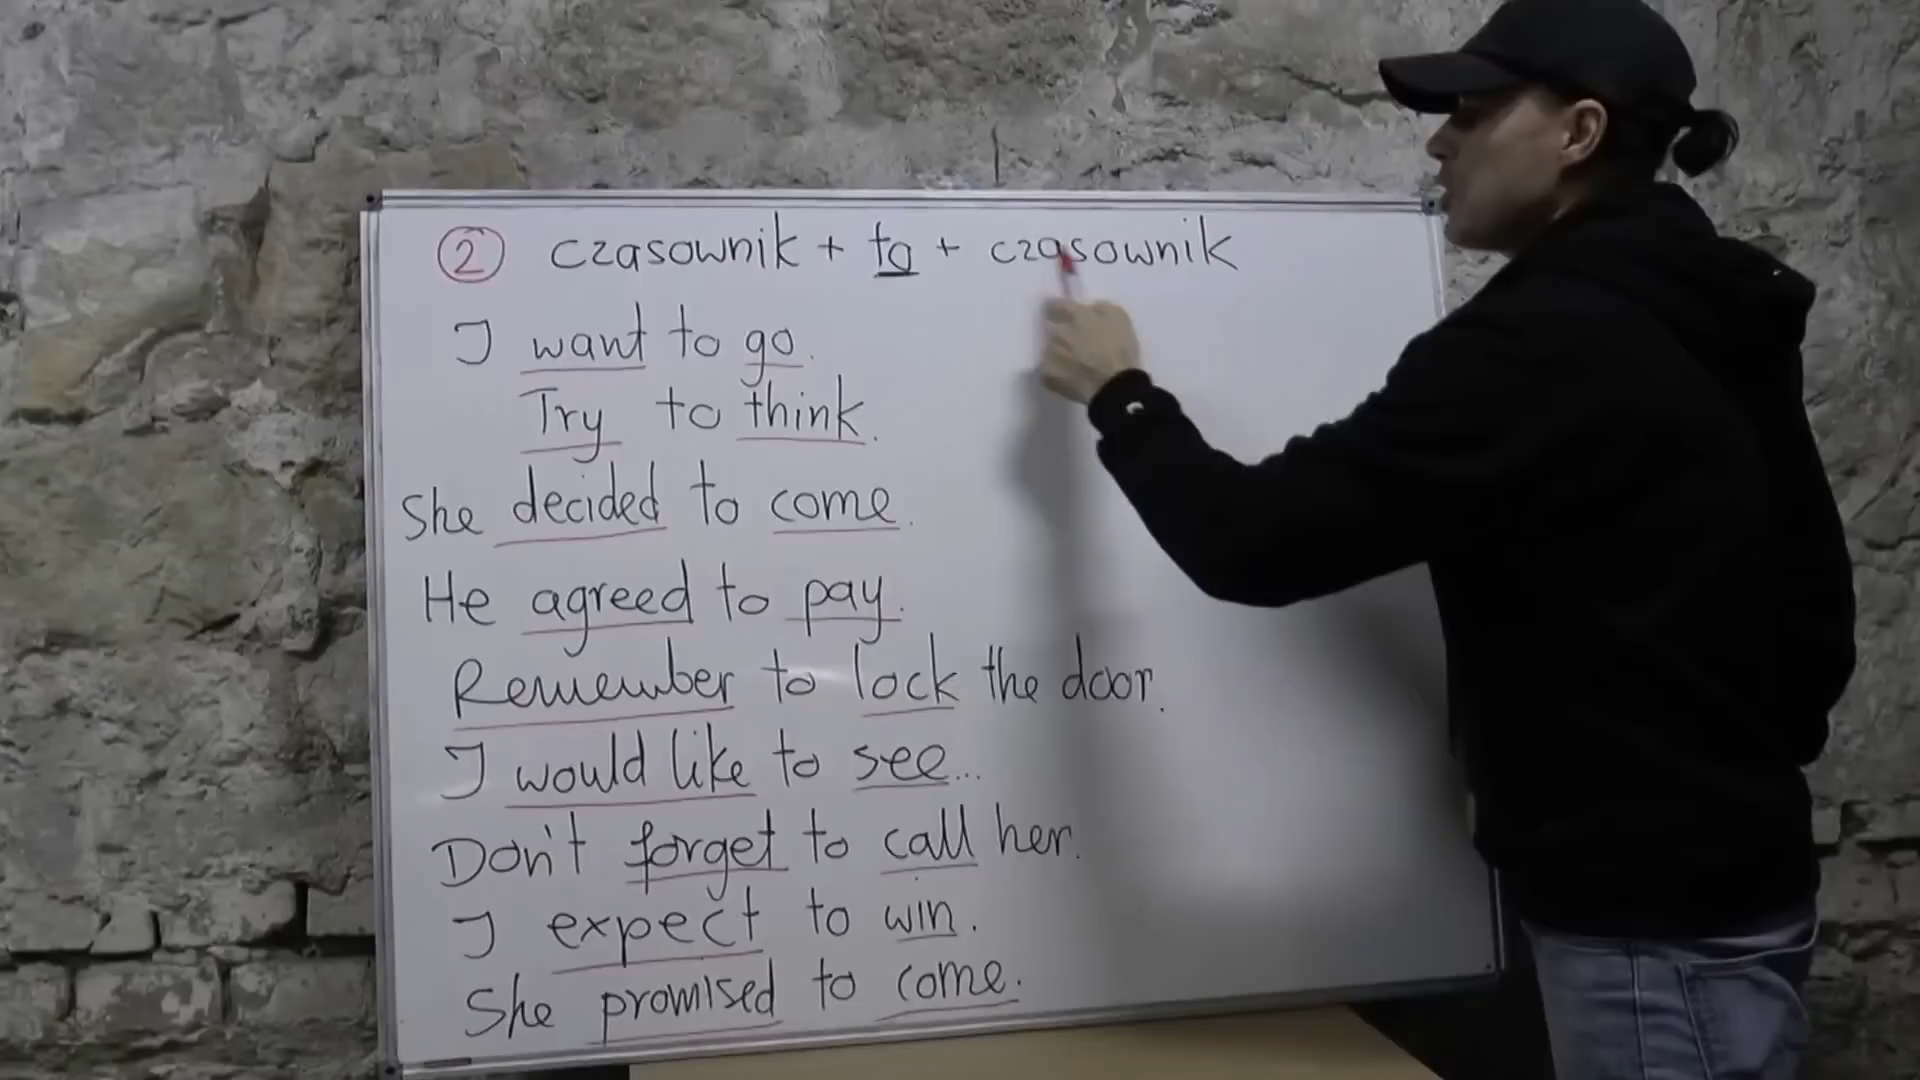 2 czasownik + to + czasownik
I want to go.
Try to think.
She decided to come.
He agreed to pay.
Remember to lock the door.
I would like to see...
Don't forget to call her.
I expect to win.
She promised to come.